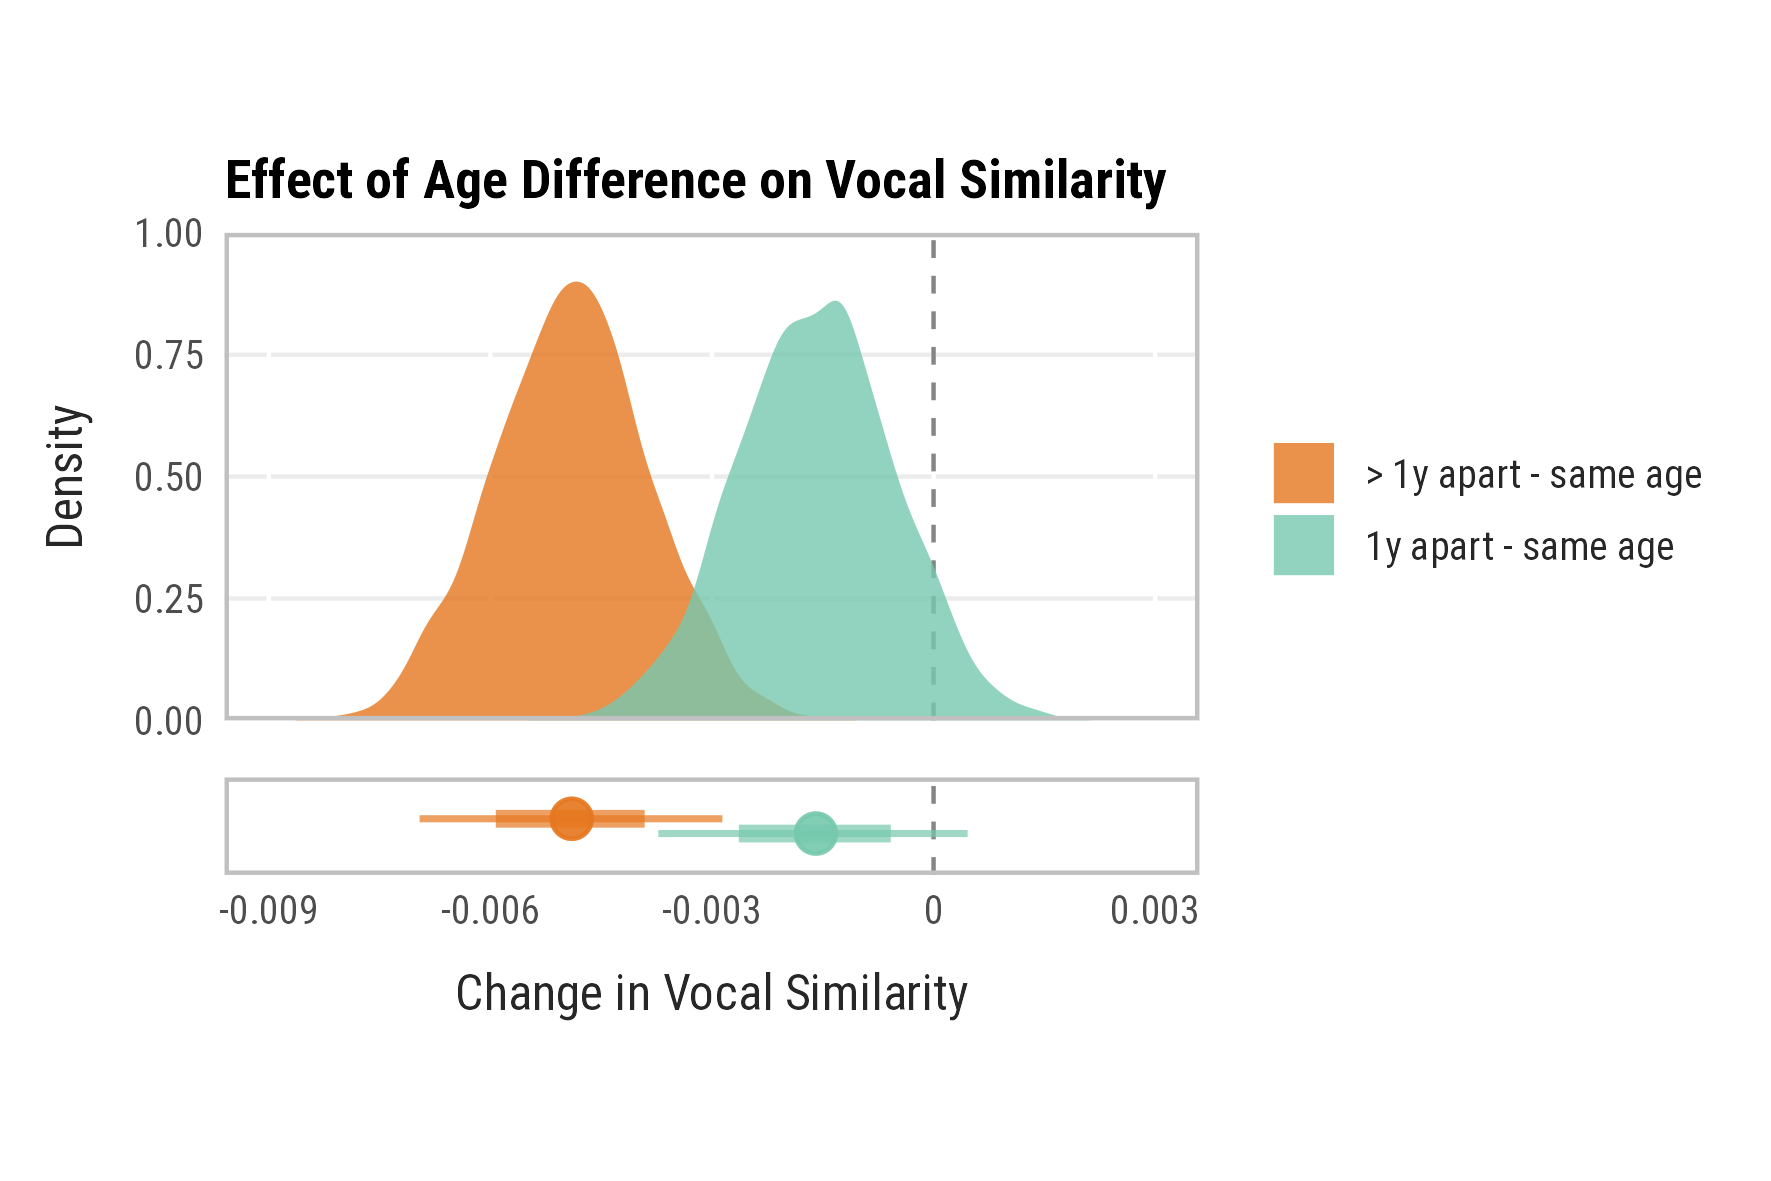 Effect of Age Difference on Vocal Similarity
1.00
0.75
0.50
0.25
0.00
Density
> 1y apart - same age
1y apart - same age
-0.009 -0.006 -0.003 0 0.003
Change in Vocal Similarity